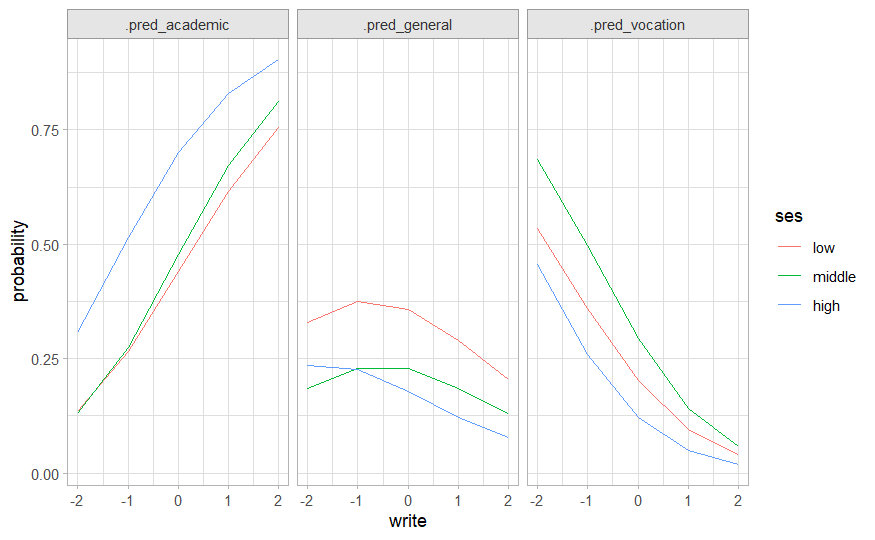 .pred_academic .pred_general .pred_vocation
probability
0.75
0.50
0.25
0.00
-2 -1 0 1 2 -2 -1 0 1 2 -2 -1 0 1 2
write
ses
low
middle
high